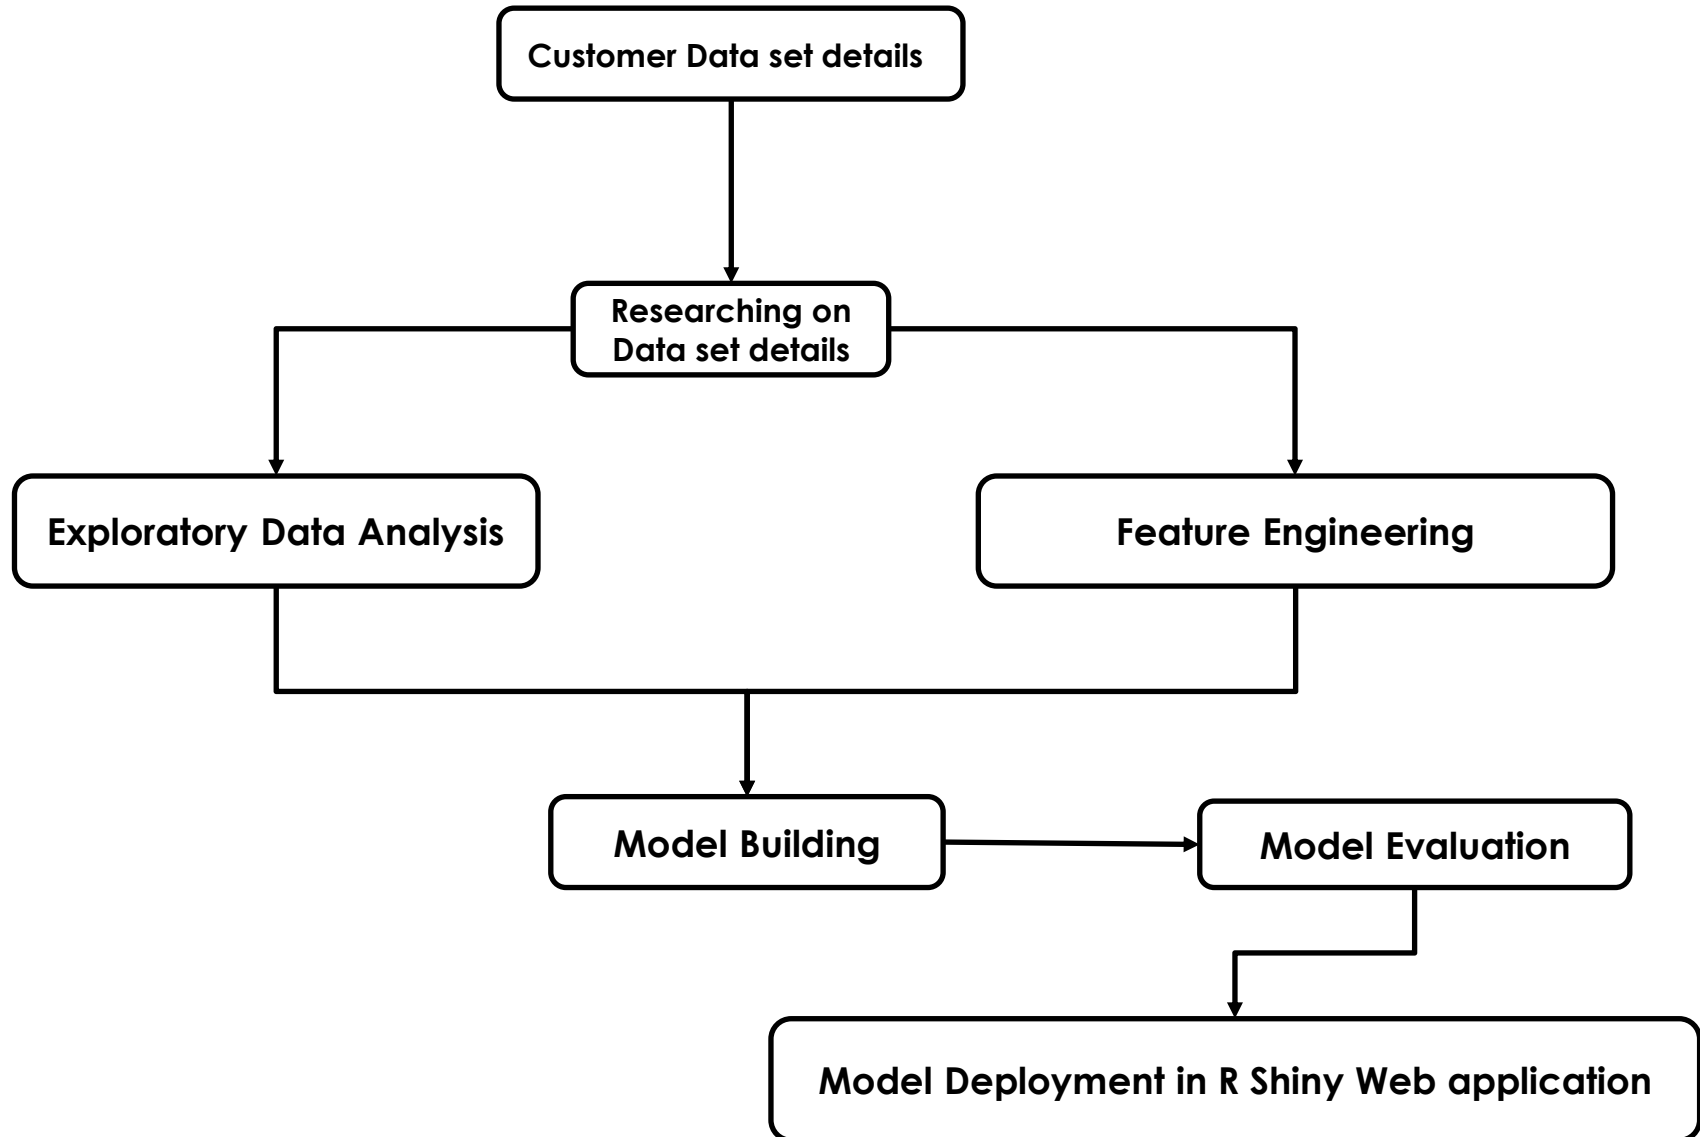 Customer Data set details
Researching on
Data set details
Exploratory Data Analysis
Feature Engineering
Model Building
Model Evaluation
Model Deployment in R Shiny Web application